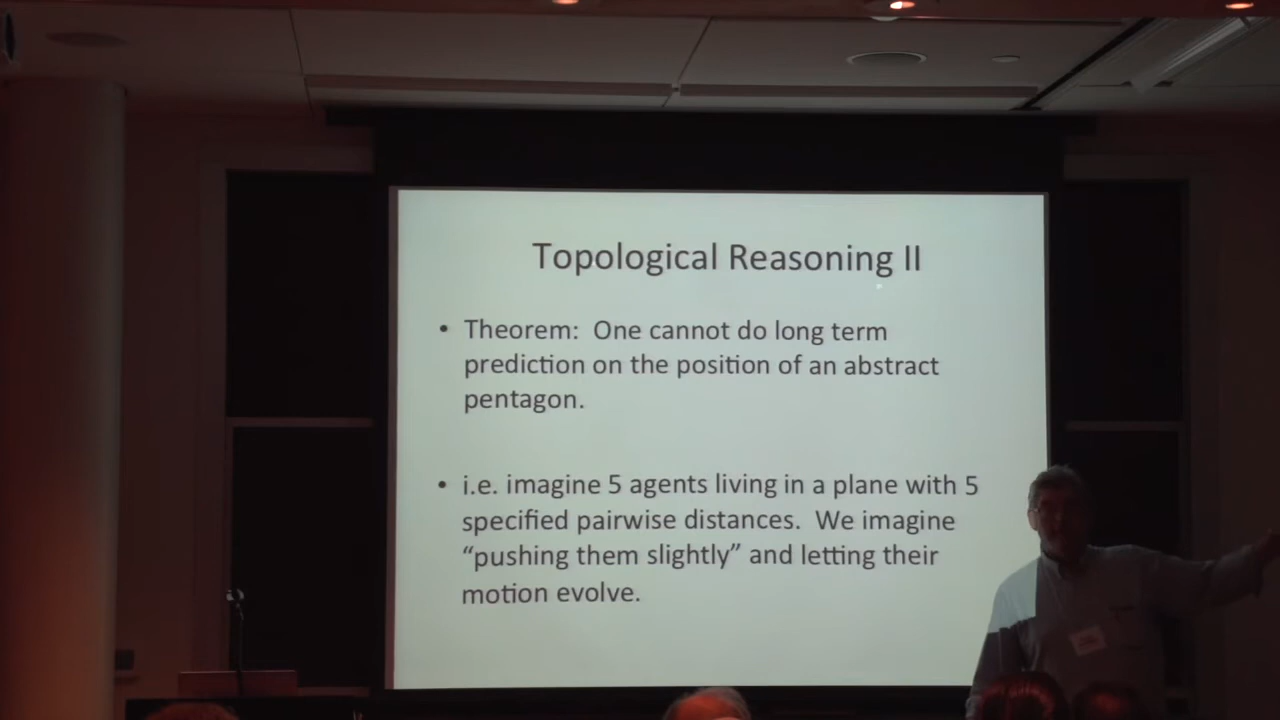 Topological Reasoning II
• Theorem:  One cannot do long term
prediction on the position of an abstract
pentagon.
• i.e. imagine 5 agents living in a plane with 5
specified pairwise distances.  We imagine
“pushing them slightly” and letting their
motion evolve.